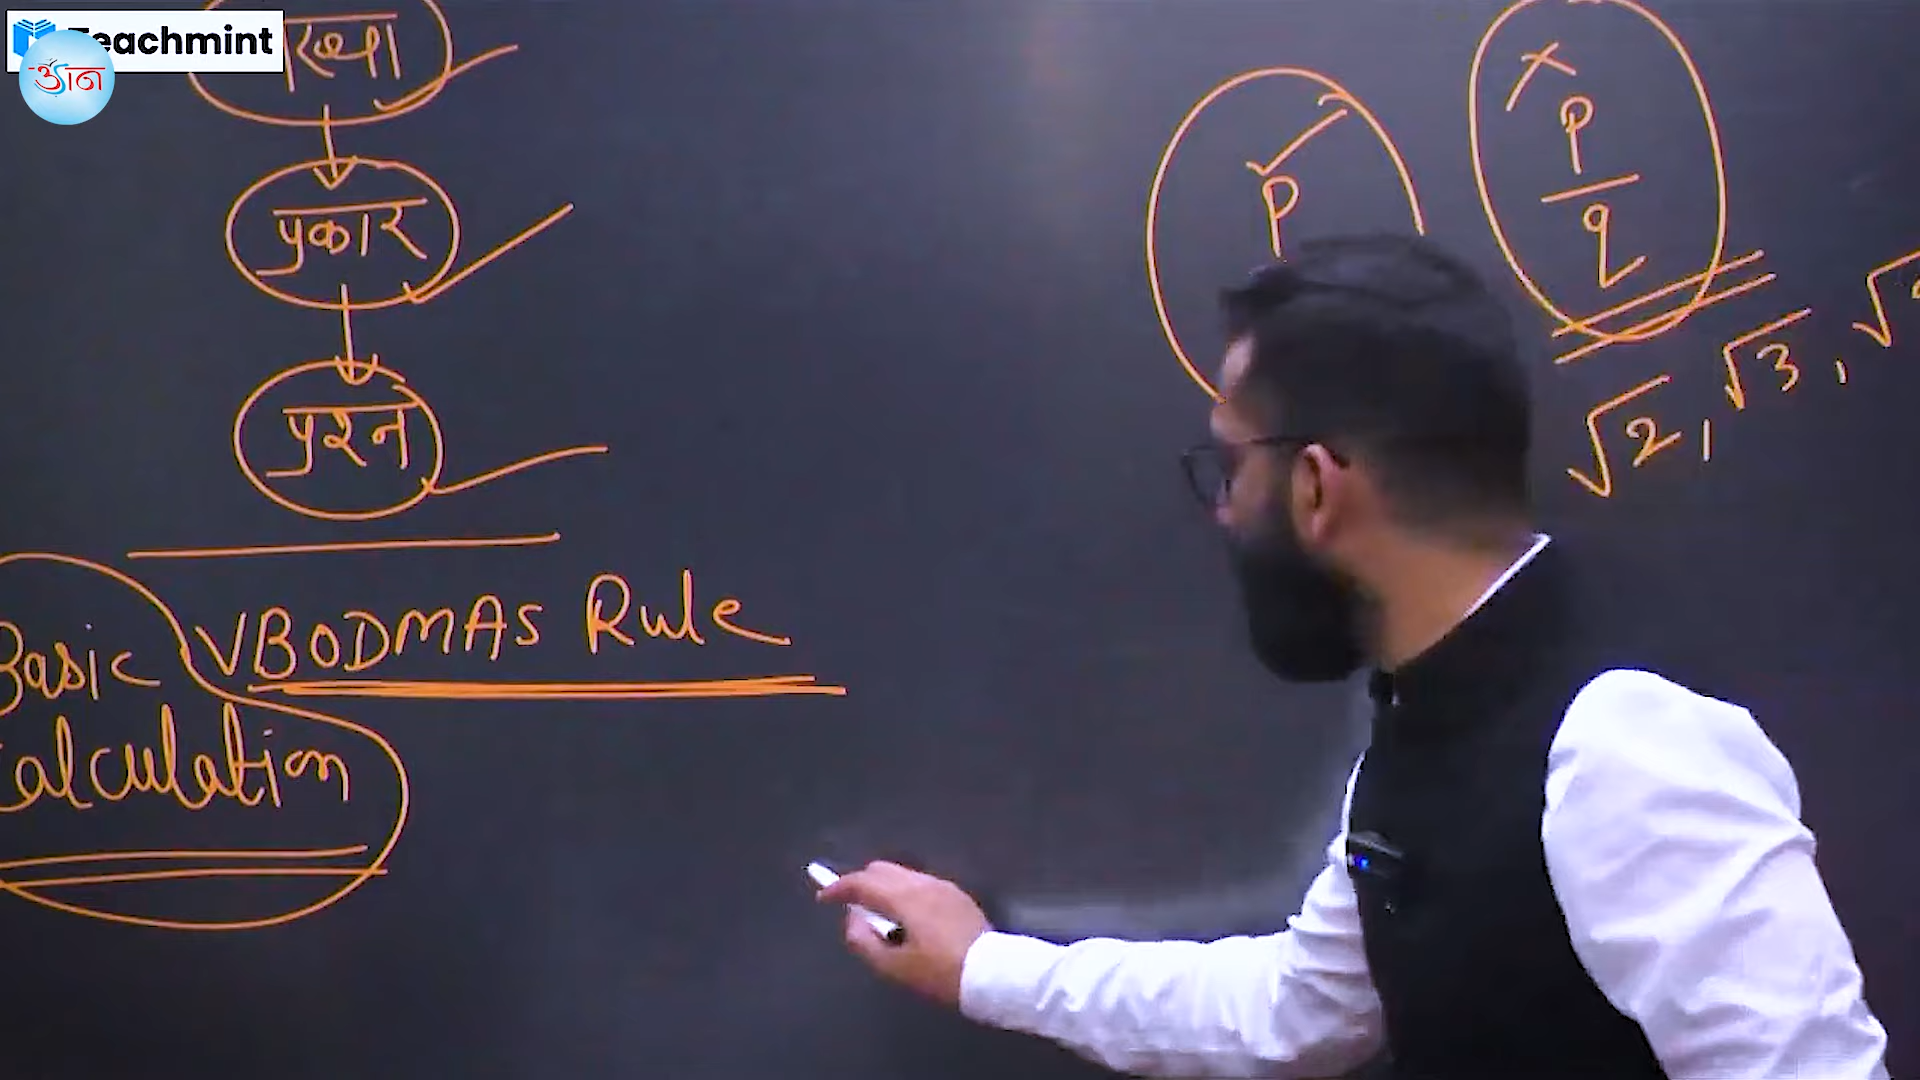 Teachmint
ज्ञान
प्रकार
प्रश्न
VBODMAS Rule
Basic
Calculation
P
×
P
q
√2, √3, √